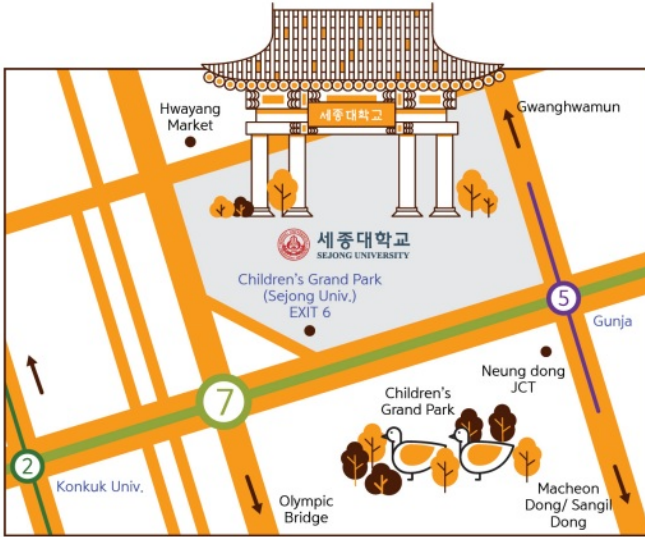 세종대학교
Hwayang
Market
Gwanghwamun
세종대학교
SEJONG UNIVERSITY
Children's Grand Park
(Sejong Univ.)
EXIT 6
5
Gunja
Neung dong
JCT
7
Children's
Grand Park
2
Konkuk Univ.
Olympic
Bridge
Macheon
Dong/ Sangil
Dong